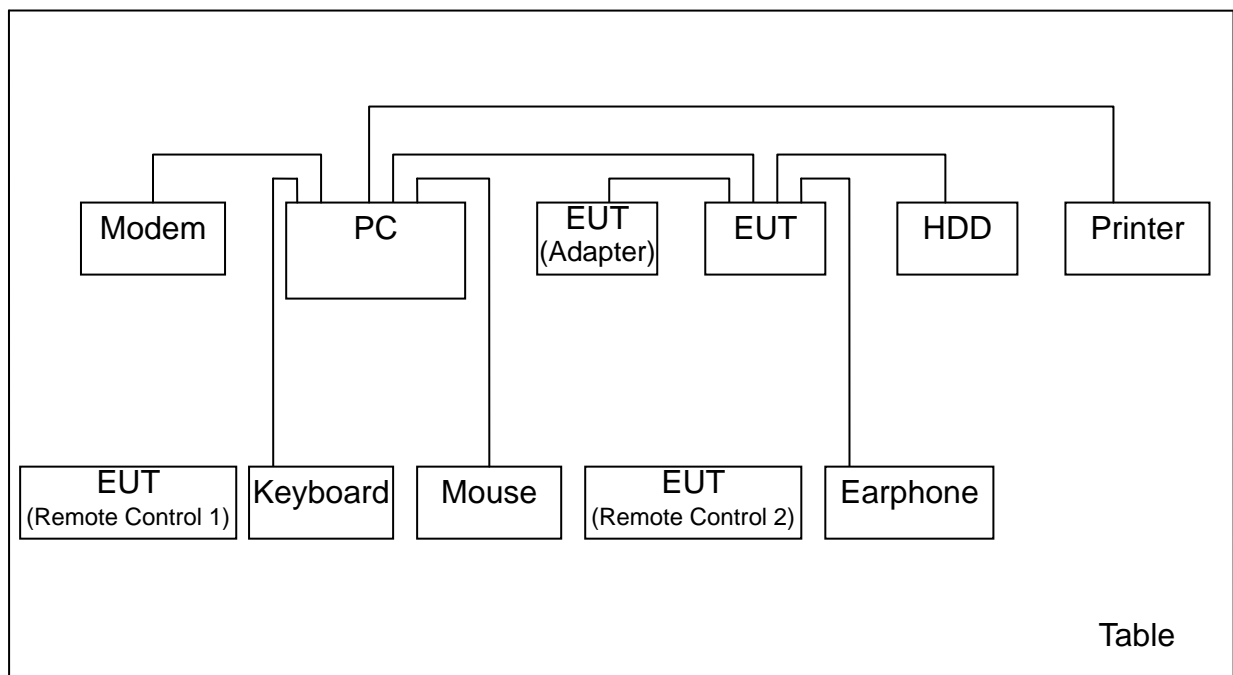 Modem
PC
EUT
(Adapter)
EUT
HDD
Printer
EUT
(Remote Control 1)
Keyboard
Mouse
EUT
(Remote Control 2)
Earphone
Table